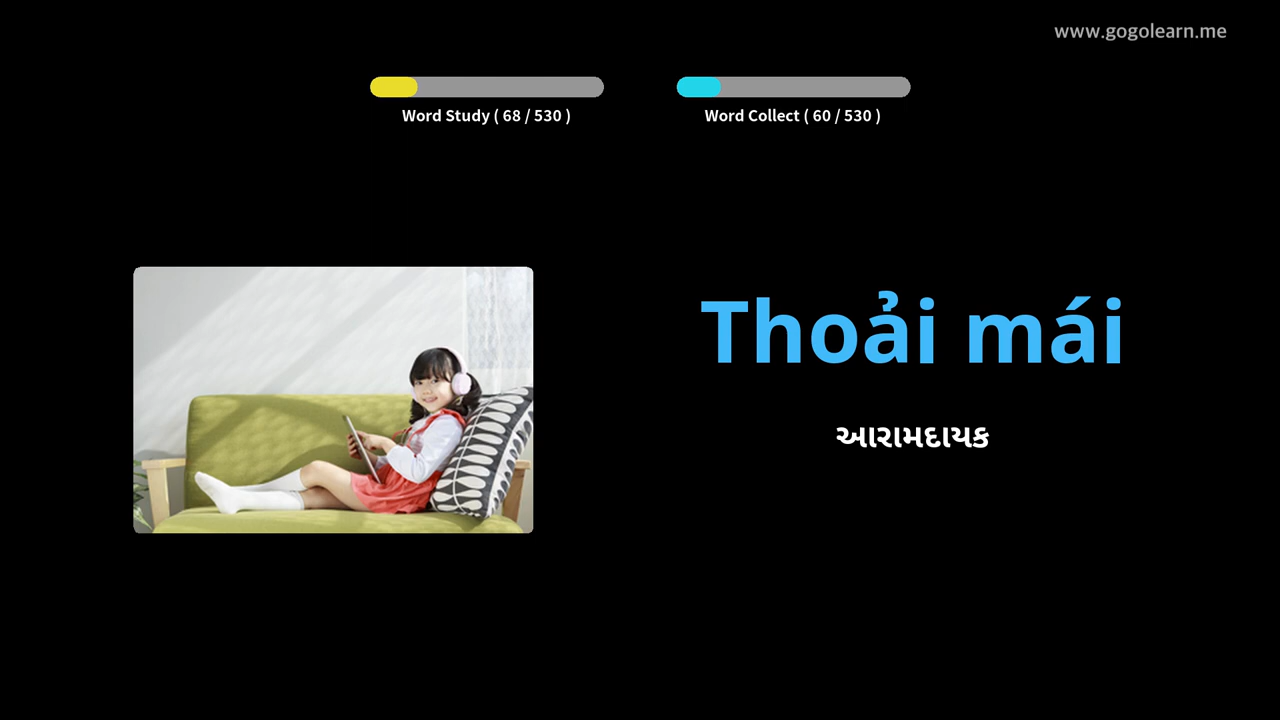 www.gogolearn.me
Word Study ( 68 / 530 )
Word Collect ( 60 / 530 )
Thoải mái
આરામદાયક